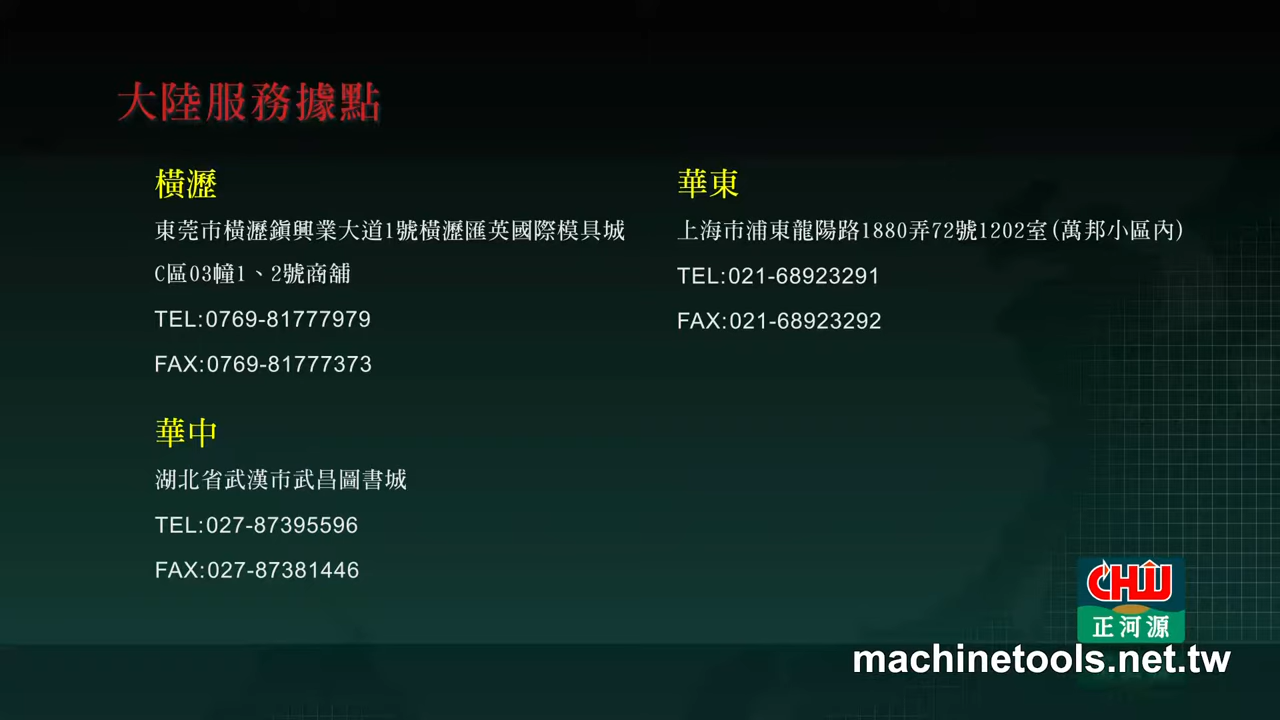 大陸服務據點
橫瀝
東莞市橫瀝鎮興業大道1號橫瀝匯英國際模具城
C區03幢1、2號商舖
TEL:0769-81777979
FAX:0769-81777373
華中
湖北省武漢市武昌圖書城
TEL:027-87395596
FAX:027-87381446
華東
上海市浦東龍陽路1880弄72號1202室(萬邦小區內)
TEL:021-68923291
FAX:021-68923292
CHW
正河源
machinetools.net.tw